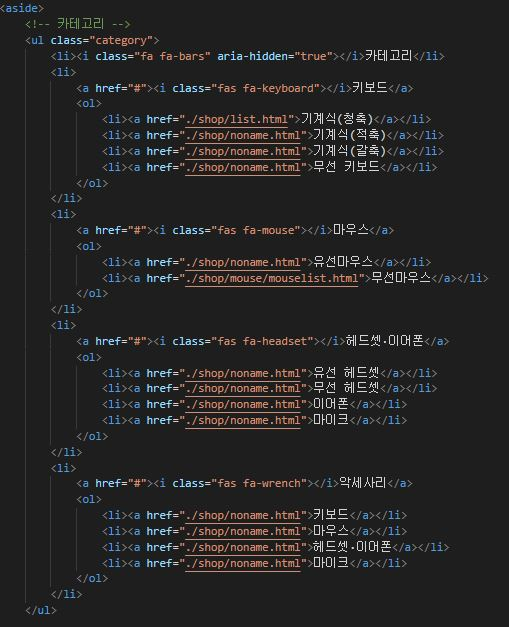 <aside>
<!-- 카테고리 -->
<ul class="category">
<li><i class="fa fa-bars" aria-hidden="true"></i>카테고리</li>
<li>
<a href="#"><i class="fas fa-keyboard"></i>키보드</a>
<ol>
<li><a href="./shop/list.html">기계식(청축)</a></li>
<li><a href="./shop/noname.html">기계식(적축)</a></li>
<li><a href="./shop/noname.html">기계식(갈축)</a></li>
<li><a href="./shop/noname.html">무선 키보드</a></li>
</ol>
</li>
<li>
<a href="#"><i class="fas fa-mouse"></i>마우스</a>
<ol>
<li><a href="./shop/noname.html">유선마우스</a></li>
<li><a href="./shop/mouse/mouselist.html">무선마우스</a></li>
</ol>
</li>
<li>
<a href="#"><i class="fas fa-headset"></i>헤드셋·이어폰</a>
<ol>
<li><a href="./shop/noname.html">유선 헤드셋</a></li>
<li><a href="./shop/noname.html">무선 헤드셋</a></li>
<li><a href="./shop/noname.html">이어폰</a></li>
<li><a href="./shop/noname.html">마이크</a></li>
</ol>
</li>
<li>
<a href="#"><i class="fas fa-wrench"></i>악세사리</a>
<ol>
<li><a href="./shop/noname.html">키보드</a></li>
<li><a href="./shop/noname.html">마우스</a></li>
<li><a href="./shop/noname.html">헤드셋·이어폰</a></li>
<li><a href="./shop/noname.html">마이크</a></li>
</ol>
</li>
</ul>